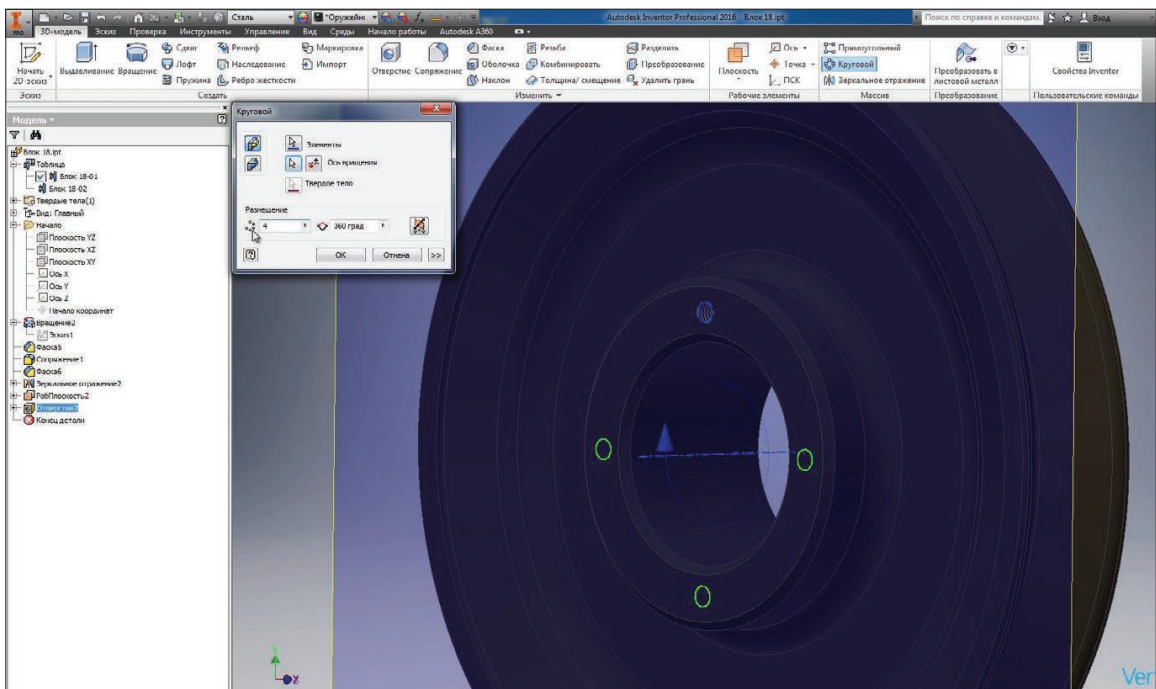 Сталь *Оружейн Autodesk Inventor Professional 2016 Блок 18.ipt Поиск по справке и командам. Вход
PRO 3D-модель Эскиз Проверка Инструменты Управление Вид Среды Начало работы Autodesk A360
Начать 2D-эскиз
Выдавливание Вращение
Сдвиг Рельеф Маркировка
Лофт Наследование Импорт
Пружина Ребро жесткости
Отверстие Сопряжение
Фаска Резьба Разделить
Оболочка Комбинировать Преобразование
Наклон Толщина/ смещение Удалить грань
Плоскость
Ось
Точка
ПСК
Прямоугольный
Круговой
Зеркальное отражение
Преобразовать в листовой металл
Свойства Inventor
Эскиз Создать Изменить Рабочие элементы Массив Преобразование Пользовательские команды
Модель
Блок 18.ipt
Таблица
Блок 18-01
Блок 18-02
Твердые тела(1)
Вид: Главный
Начало
Плоскость YZ
Плоскость XZ
Плоскость XY
Ось X
Ось Y
Ось Z
Начало координат
Вращение2
Эскиз1
Фаска5
Сопряжение1
Фаска6
Зеркальное отражение2
РабПлоскость2
Конец детали
Круговой
Элементы
Ось вращения
Твердое тело
Размещение
4 360 град
OK Отмена >>
X
Ver